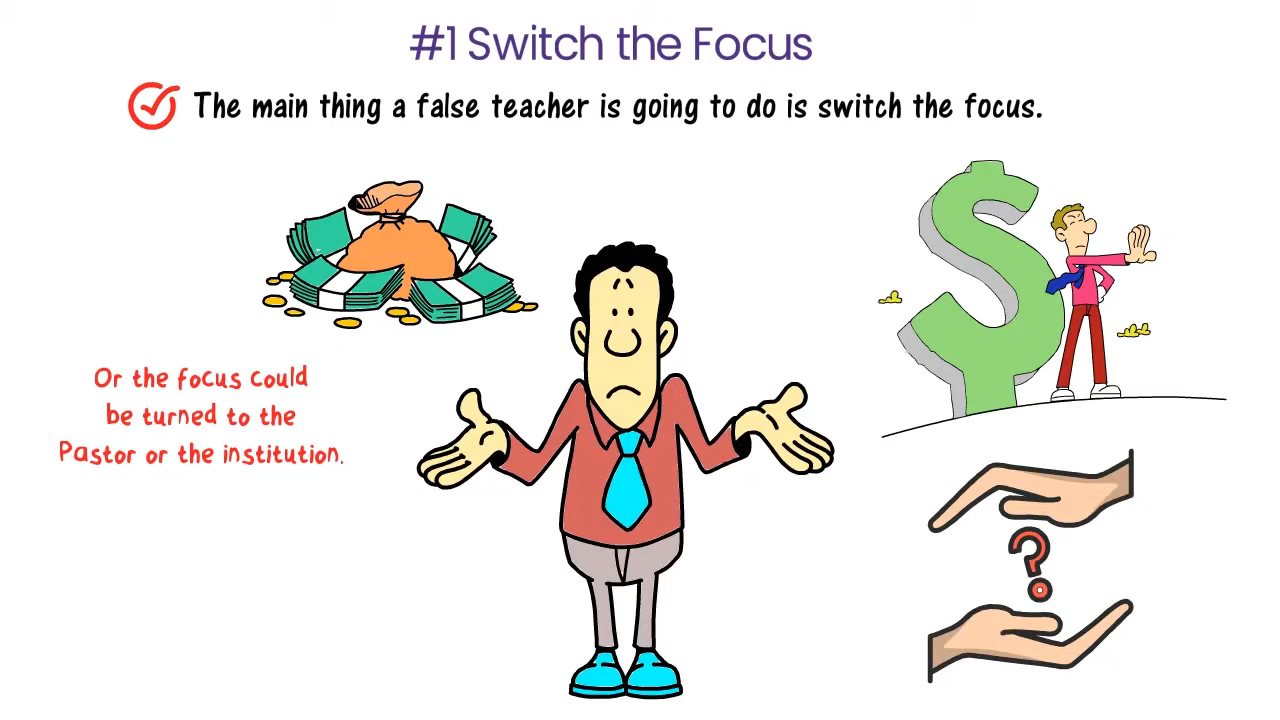 #1 Switch the Focus
The main thing a false teacher is going to do is switch the focus.
Or the focus could
be turned to the
Pastor or the institution.
?